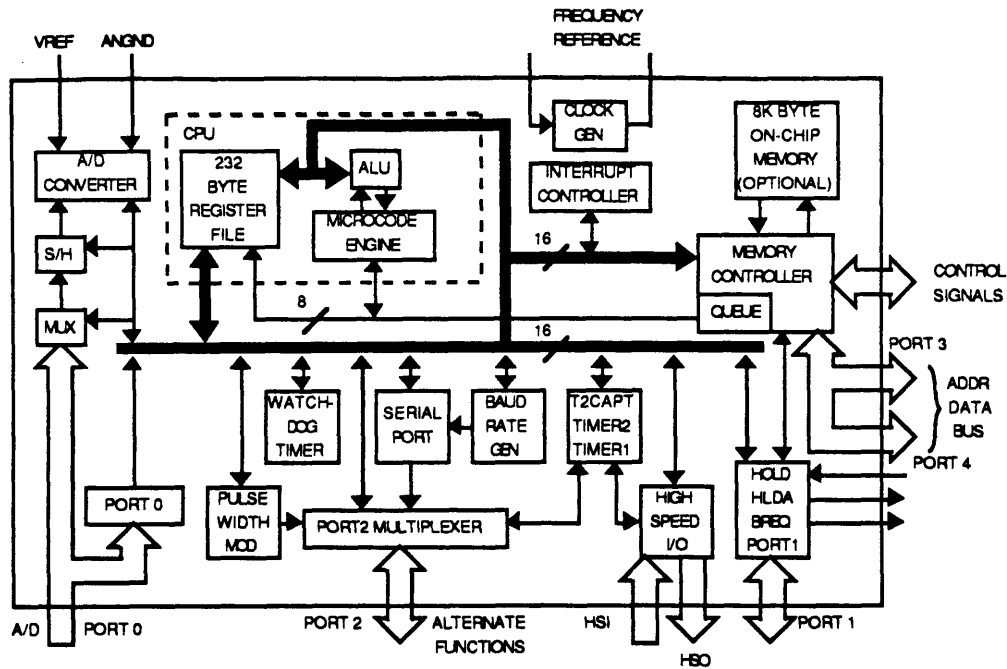 FREQUENCY
REFERENCE
VREF
ANGND
CPU
CLOCK
GEN
8K BYTE
ON-CHIP
MEMORY
(OPTIONAL)
A/D
CONVERTER
232
BYTE
REGISTER
FILE
ALU
MICROCODE
ENGINE
INTERRUPT
CONTROLLER
S/H
16
MEMORY
CONTROLLER
QUEUE
CONTROL
SIGNALS
MUX
8
16
PORT 3
ADDR
DATA
BUS
PORT 4
WATCH-
DOG
TIMER
SERIAL
PORT
BAUD
RATE
GEN
T2CAPT
TIMER2
TIMER1
PORT 0
PULSE
WIDTH
MOD
PORT2 MULTIPLEXER
HIGH
SPEED
I/O
HOLD
HLDA
BREQ
PORT1
A/D
PORT 0
PORT 2
ALTERNATE
FUNCTIONS
HSI
HSO
PORT 1